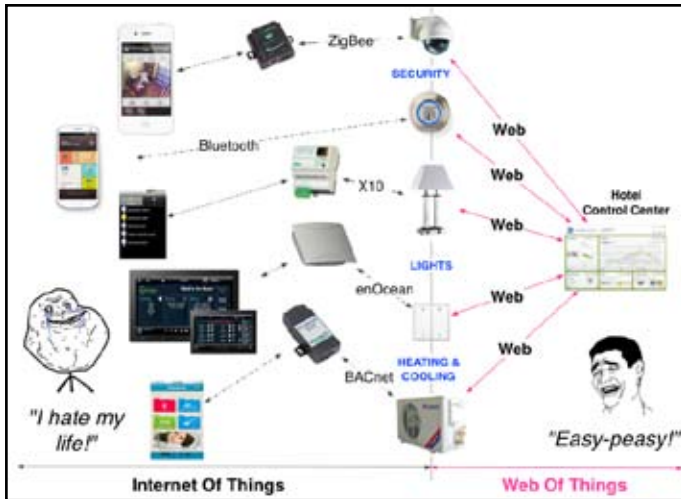 ZigBee
SECURITY
Bluetooth
Web
Web
X10
Hotel
Control Center
Web
LIGHTS
enOcean
Web
Web
HEATING &
COOLING
BACnet
"I hate my
life!"
"Easy-peasy!"
Internet Of Things
Web Of Things